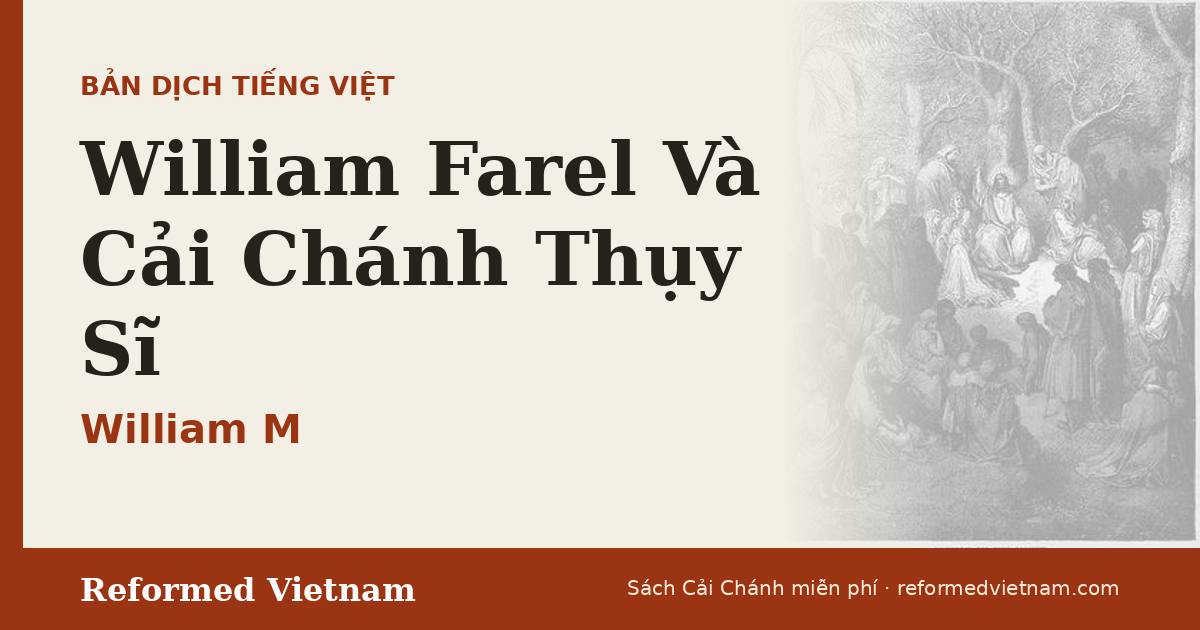 BẢN DỊCH TIẾNG VIỆT
William Farel Và
Cải Chánh Thụy
Sĩ
William M
Reformed Vietnam
Sách Cải Chánh miễn phí · reformedvietnam.com